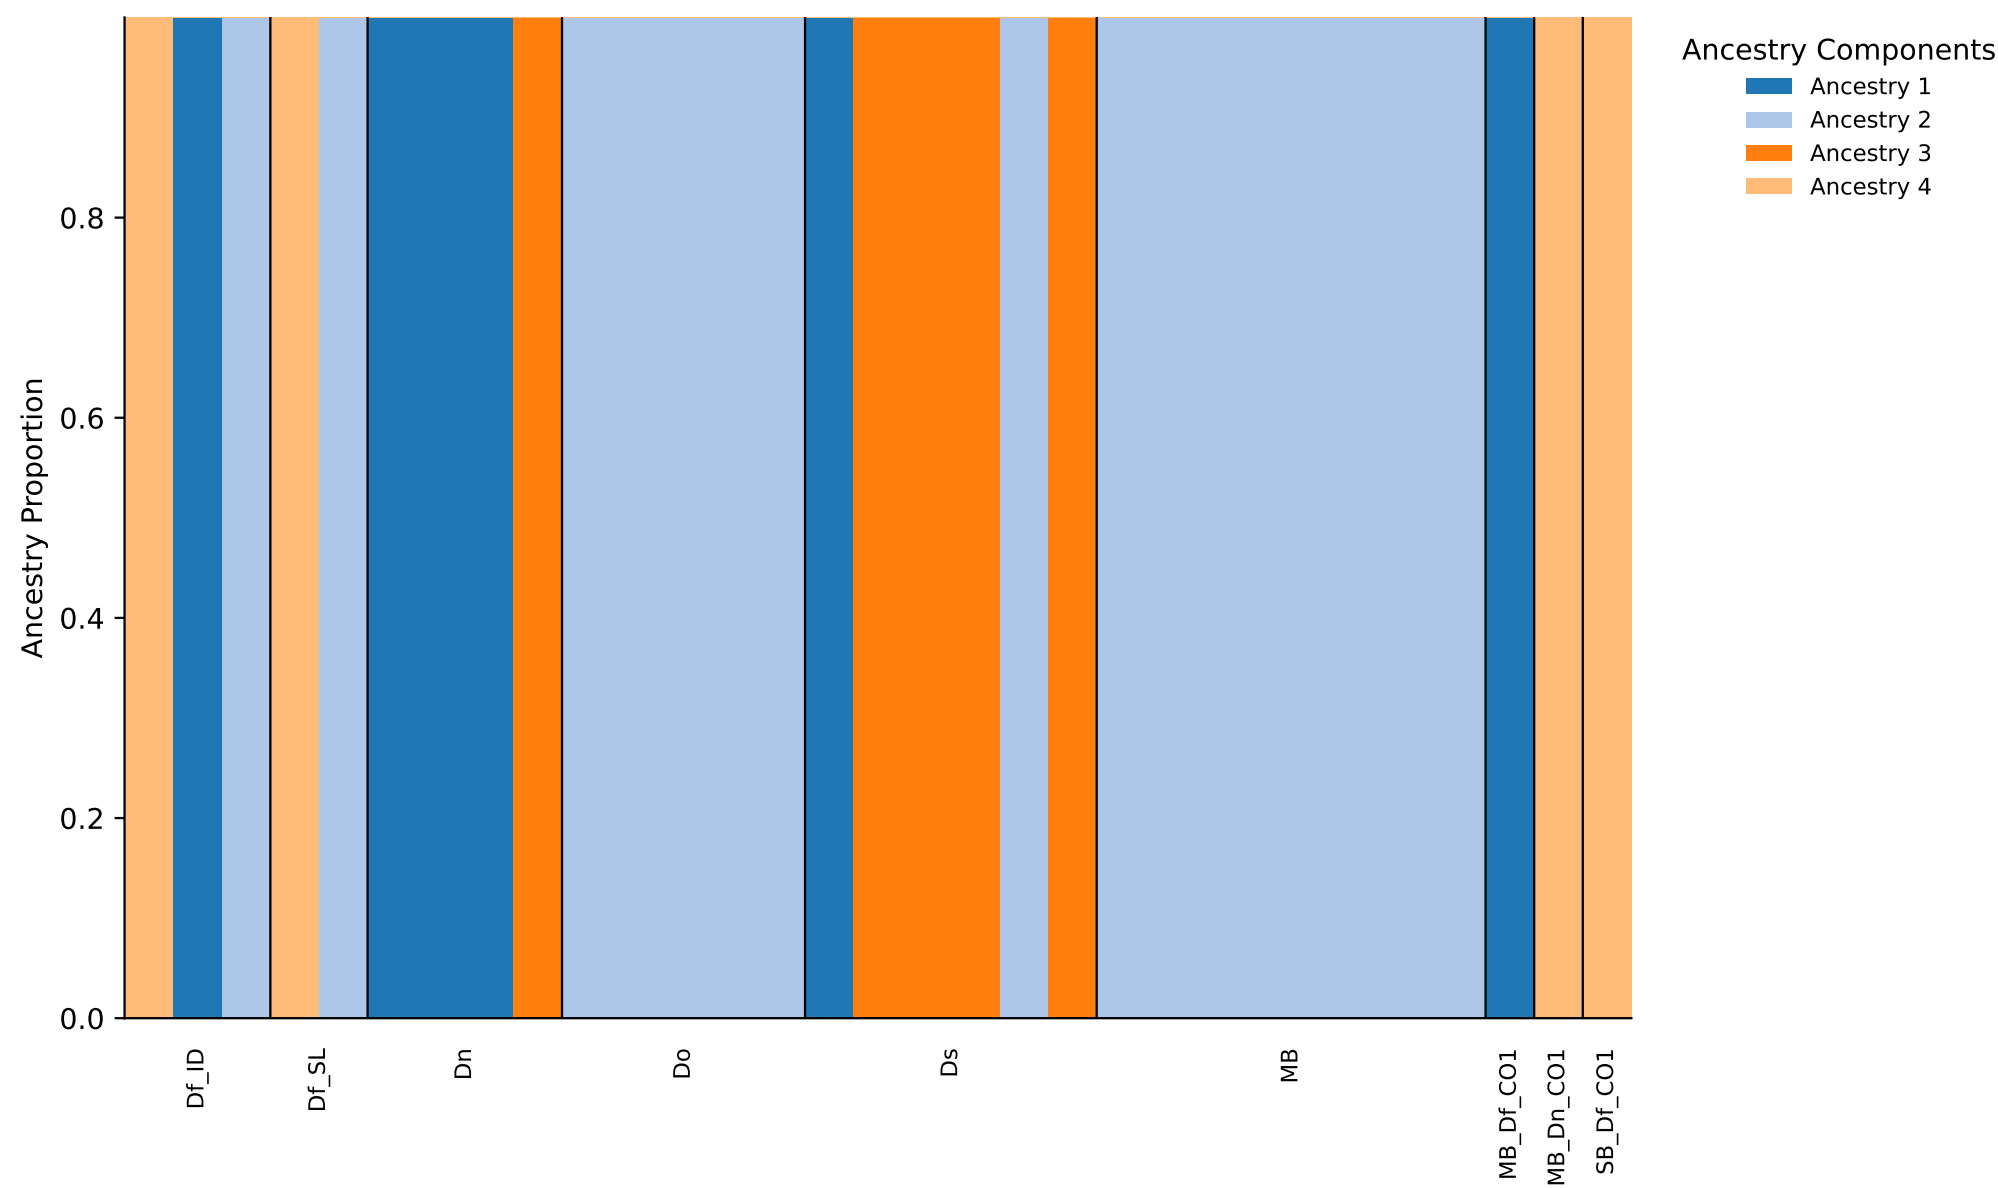 Ancestry Components
Ancestry 1
Ancestry 2
Ancestry 3
Ancestry 4
Ancestry Proportion
0.8
0.6
0.4
0.2
0.0
Df_ID
Df_SL
Dn
Do
Ds
MB
MB_Df_CO1
MB_Dn_CO1
SB_Df_CO1